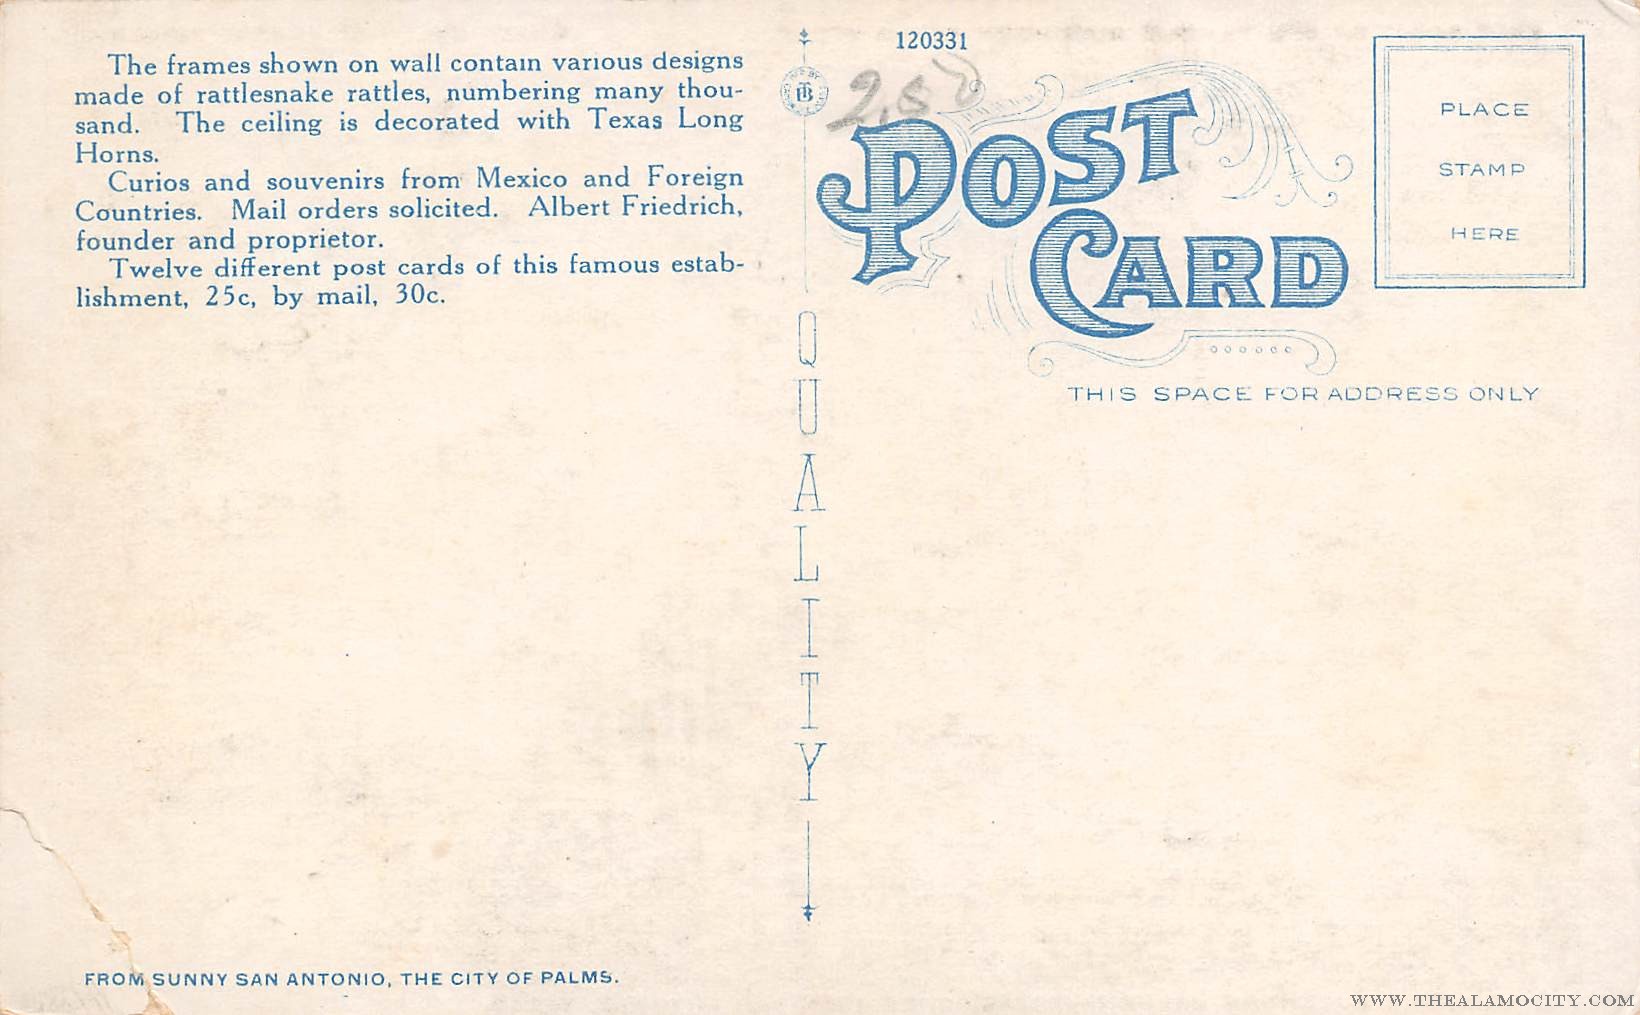 The frames shown on wall contain various designs
made of rattlesnake rattles, numbering many thou-
sand. The ceiling is decorated with Texas Long
Horns.
Curios and souvenirs from Mexico and Foreign
Countries. Mail orders solicited. Albert Friedrich,
founder and proprietor.
Twelve different post cards of this famous estab-
lishment, 25c, by mail, 30c.
FROM SUNNY SAN ANTONIO, THE CITY OF PALMS.
QUALITY
120331
2.50
POST
CARD
PLACE
STAMP
HERE
THIS SPACE FOR ADDRESS ONLY
WWW.THEALAMOCITY.COM